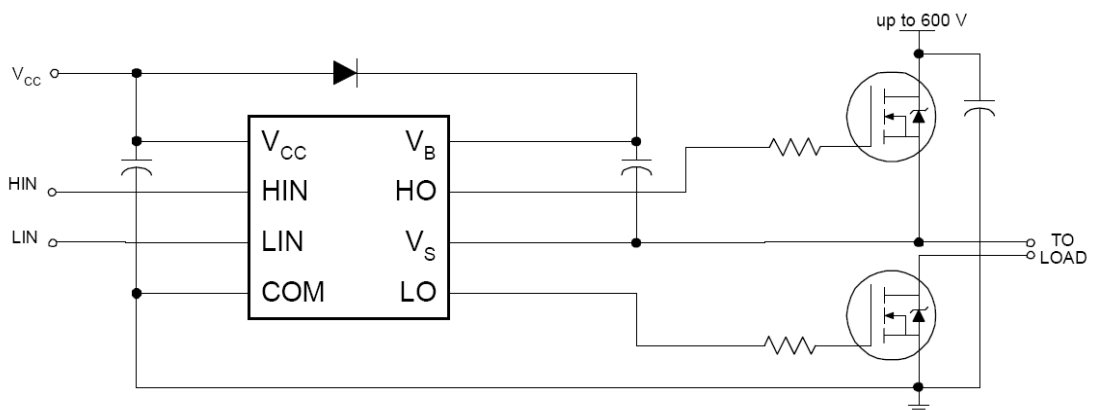 up to 600 V
VCC
VCC
VB
HIN
HIN
HO
LIN
LIN
VS
TO
LOAD
COM
LO